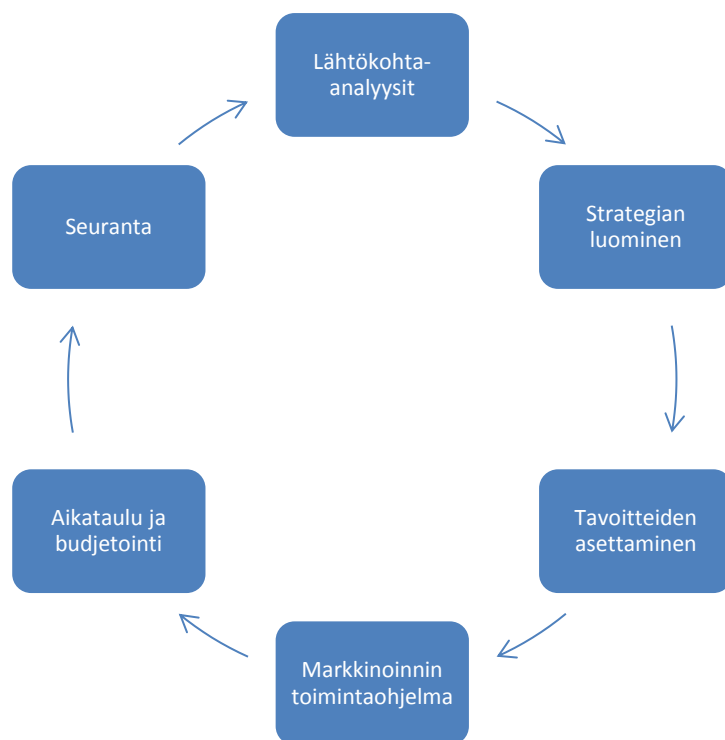 Lähtökohta-
analyysit
Strategian
luominen
Tavoitteiden
asettaminen
Markkinoinnin
toimintaohjelma
Aikataulu ja
budjetointi
Seuranta